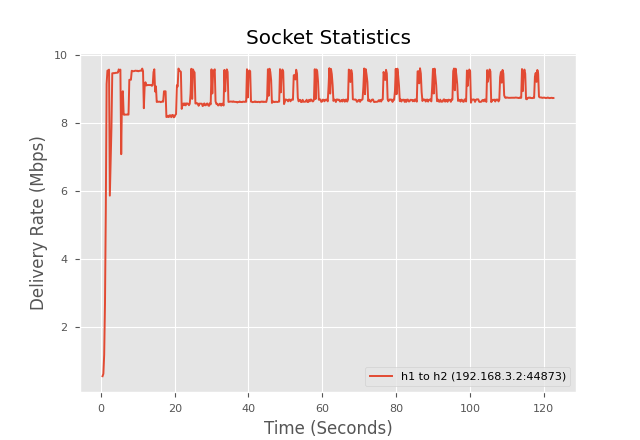 Socket Statistics
Delivery Rate (Mbps)
10
8
6
4
2
h1 to h2 (192.168.3.2:44873)
0 20 40 60 80 100 120
Time (Seconds)